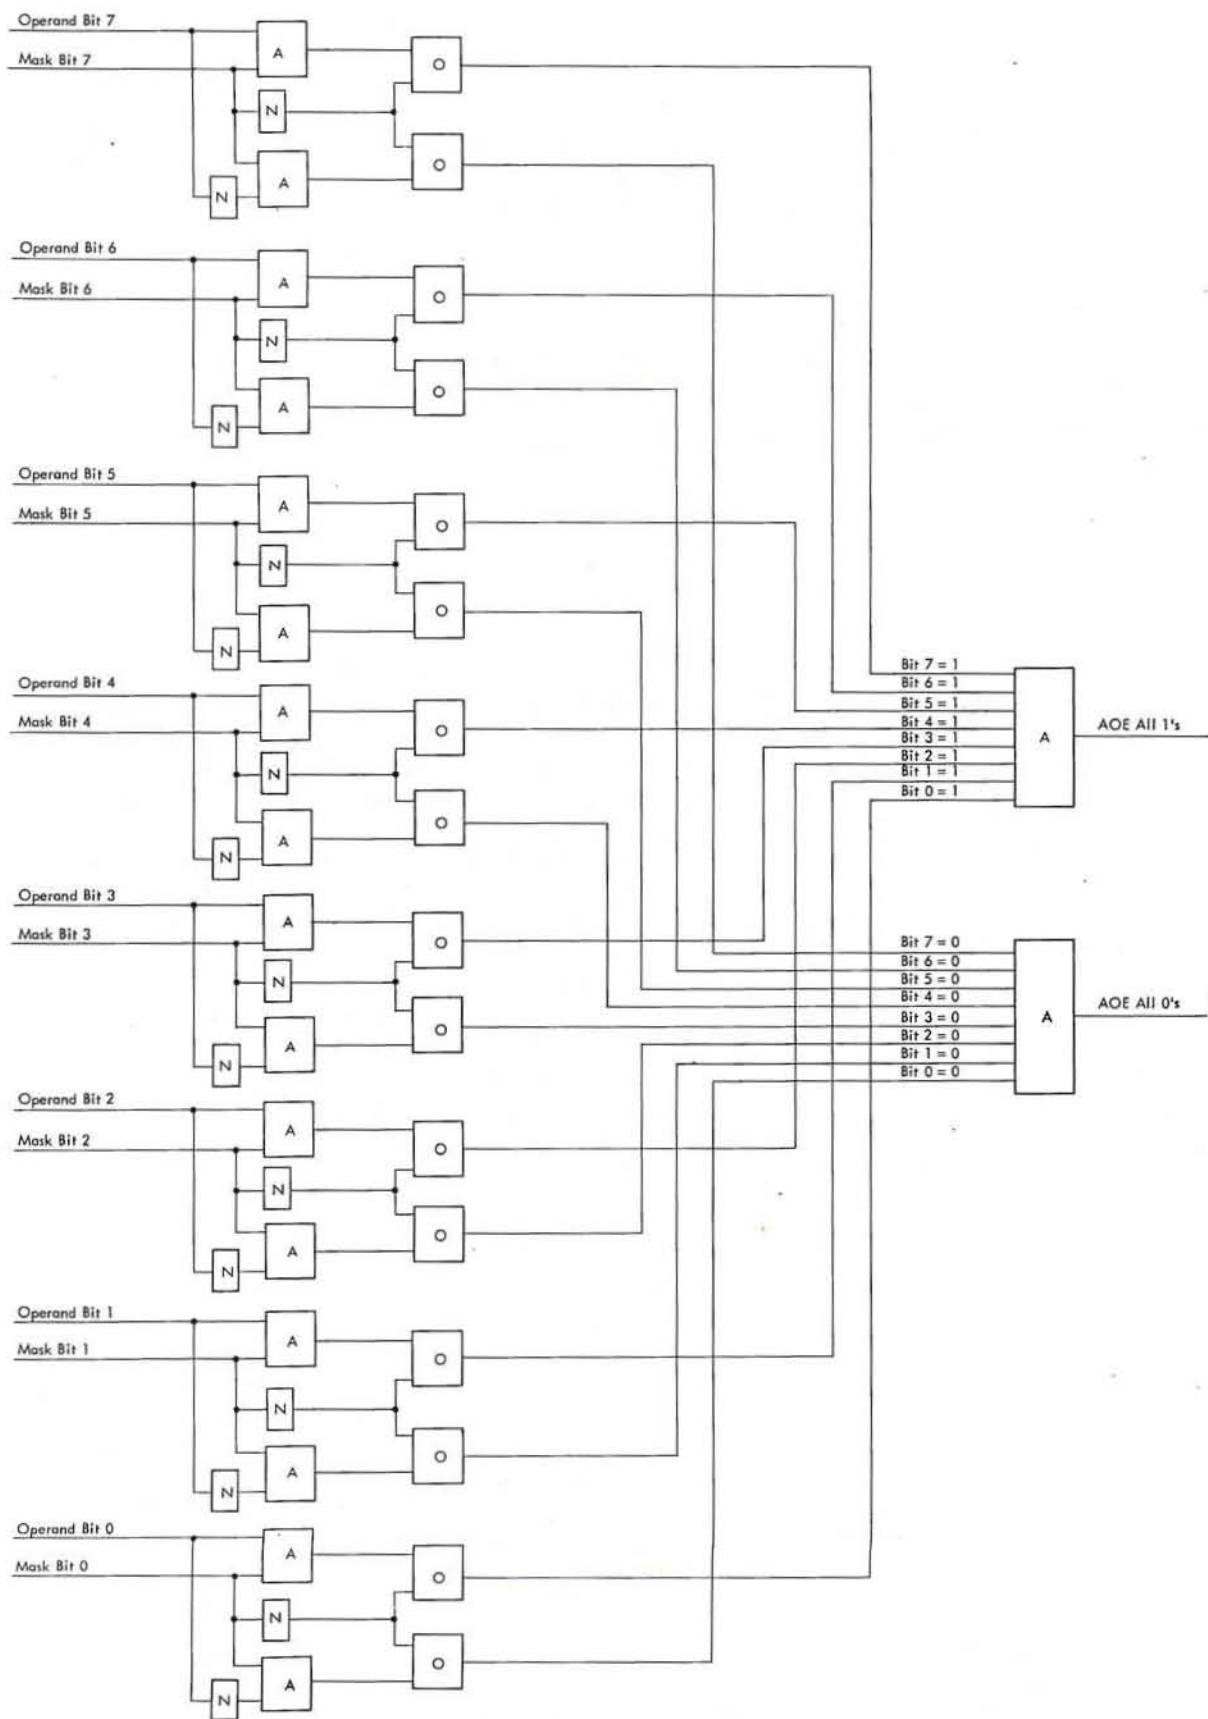 Operand Bit 7
A
O
Mask Bit 7
N
O
A
N
Operand Bit 6
A
O
Mask Bit 6
N
O
A
N
Operand Bit 5
A
O
Mask Bit 5
N
O
A
N
Operand Bit 4
A
O
Mask Bit 4
N
O
A
N
Operand Bit 3
A
O
Mask Bit 3
N
O
A
N
Operand Bit 2
A
O
Mask Bit 2
N
O
A
N
Operand Bit 1
A
O
Mask Bit 1
N
O
A
N
Operand Bit 0
A
O
Mask Bit 0
N
O
A
N
Bit 7 = 1
Bit 6 = 1
Bit 5 = 1
Bit 4 = 1
Bit 3 = 1
Bit 2 = 1
Bit 1 = 1
Bit 0 = 1
A
AOE All 1's
Bit 7 = 0
Bit 6 = 0
Bit 5 = 0
Bit 4 = 0
Bit 3 = 0
Bit 2 = 0
Bit 1 = 0
Bit 0 = 0
A
AOE All 0's